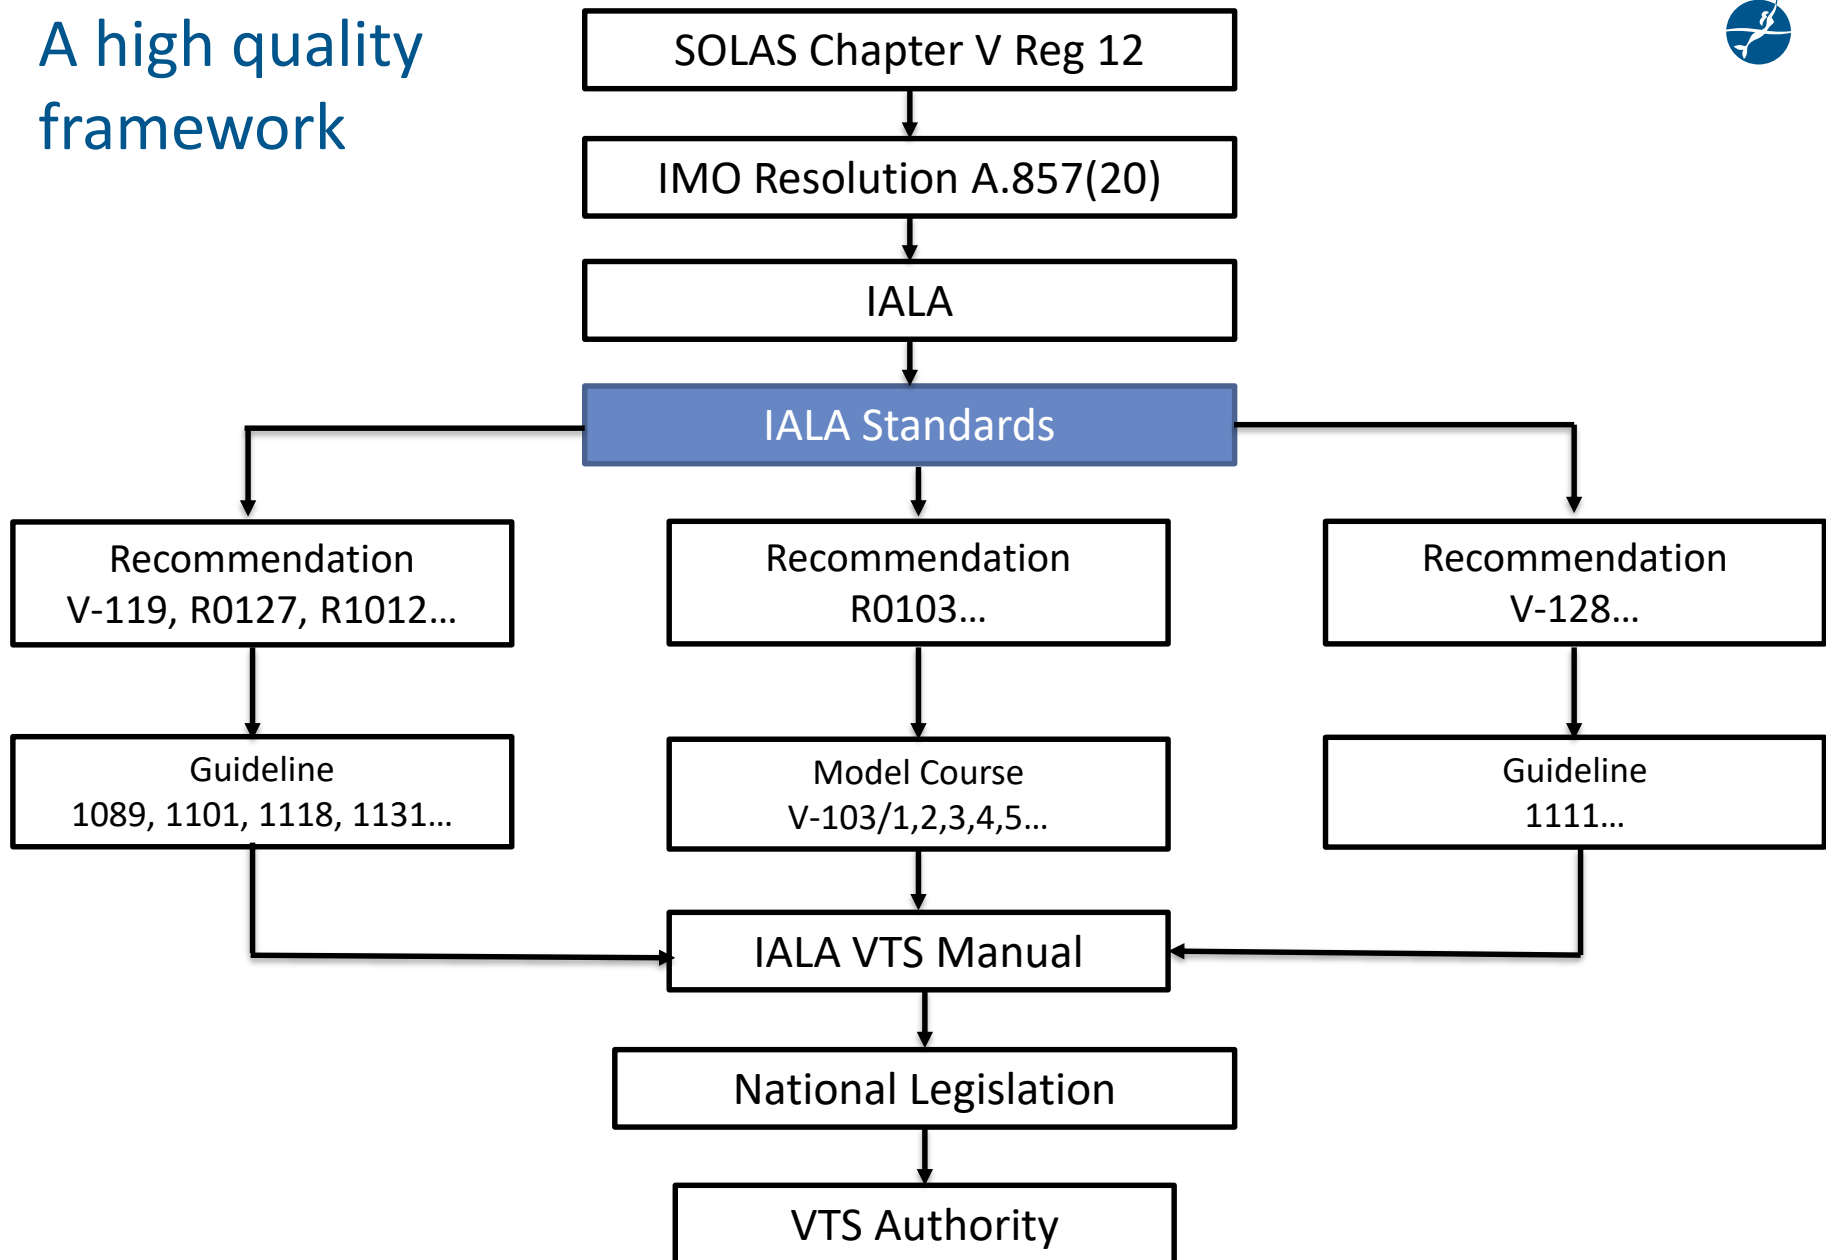 A high quality
framework
SOLAS Chapter V Reg 12
IMO Resolution A.857(20)
IALA
IALA Standards
Recommendation
V-119, R0127, R1012...
Recommendation
R0103...
Recommendation
V-128...
Guideline
1089, 1101, 1118, 1131...
Model Course
V-103/1,2,3,4,5...
Guideline
1111...
IALA VTS Manual
National Legislation
VTS Authority